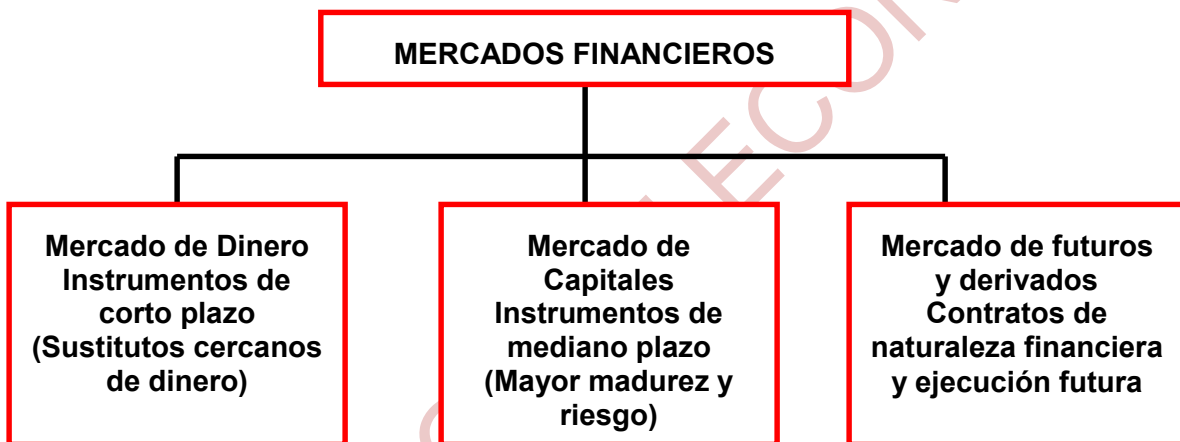 MERCADOS FINANCIEROS
Mercado de Dinero
Instrumentos de
corto plazo
(Sustitutos cercanos
de dinero)
Mercado de
Capitales
Instrumentos de
mediano plazo
(Mayor madurez y
riesgo)
Mercado de futuros
y derivados
Contratos de
naturaleza financiera
y ejecución futura